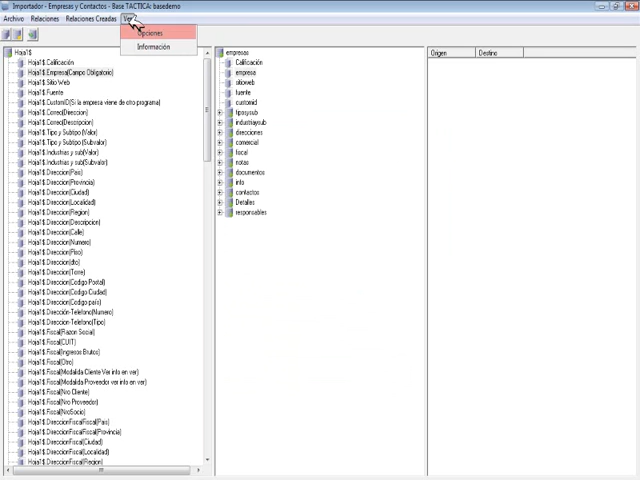 Importador - Empresas y Contactos - Base TACTICA: basedemo
Archivo Relaciones Relaciones Creadas Ver
Opciones
Información
Hoja1$
Hoja1$.Calificación
Hoja1$.Empresa(Campo Obligatorio)
Hoja1$.Sitio Web
Hoja1$.Fuente
Hoja1$.CustomID(Si la empresa viene de otro programa)
Hoja1$.Correo(Direccion)
Hoja1$.Correo(Descripcion)
Hoja1$.Tipo y Subtipo (Valor)
Hoja1$.Tipo y Subtipo (Subvalor)
Hoja1$.Industrias y sub(Valor)
Hoja1$.Industrias y sub(Subvalor)
Hoja1$.Direccion(Pais)
Hoja1$.Direccion(Provincia)
Hoja1$.Direccion(Ciudad)
Hoja1$.Direccion(Localidad)
Hoja1$.Direccion(Region)
Hoja1$.Direccion(Descripcion)
Hoja1$.Direccion(Calle)
Hoja1$.Direccion(Numero)
Hoja1$.Direccion(Piso)
Hoja1$.Direccion(dto)
Hoja1$.Direccion(Torre)
Hoja1$.Direccion(Codigo Postal)
Hoja1$.Direccion(Codigo Ciudad)
Hoja1$.Direccion(Codigo país)
Hoja1$.Direccion-Telefono(Numero)
Hoja1$.Direccion-Telefono(Tipo)
Hoja1$.Fiscal(Razon Social)
Hoja1$.Fiscal(CUIT)
Hoja1$.Fiscal(Ingresos Brutos)
Hoja1$.Fiscal(Otro)
Hoja1$.Fiscal(Modalida Cliente Ver info en ver)
Hoja1$.Fiscal(Modalida Proveedor ver info en ver)
Hoja1$.Fiscal(Nro Cliente)
Hoja1$.Fiscal(Nro Proveedor)
Hoja1$.Fiscal(NroSocio)
Hoja1$.DireccionFiscalFiscal(Pais)
Hoja1$.DireccionFiscalFiscal(Provincia)
Hoja1$.DireccionFiscal(Ciudad)
Hoja1$.DireccionFiscal(Localidad)
Hoja1$.DireccionFiscal(Region)
empresas
Calificación
empresa
sitioweb
fuente
customid
tiposysub
industriaysub
direcciones
comercial
fiscal
notas
documentos
info
contactos
Detalles
responsables
Origen Destino